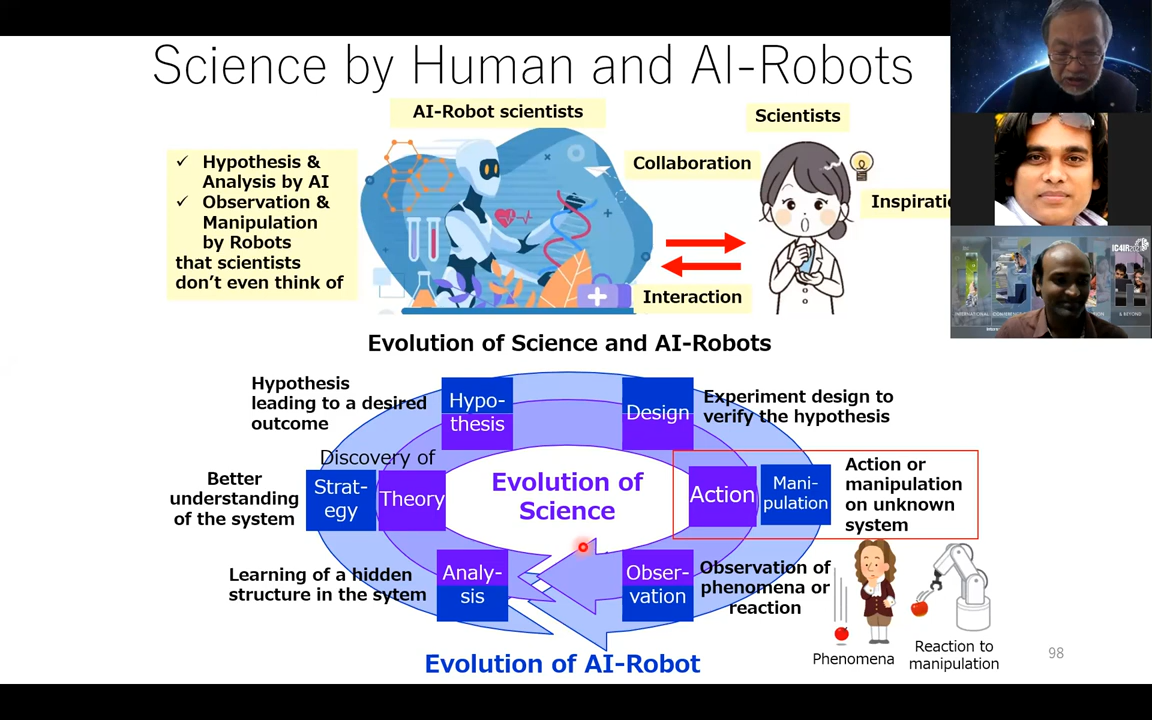 Science by Human and AI-Robots
AI-Robot scientists
Scientists
✓ Hypothesis &
Analysis by AI
✓ Observation &
Manipulation
by Robots
that scientists
don't even think of
Collaboration
Interaction
IC4IR2021
INTERNATIONAL
& BEYOND
Evolution of Science and AI-Robots
Hypothesis
leading to a desired
outcome
Hypo-
thesis
Design
Experiment design to
verify the hypothesis
Discovery of
Better
understanding
of the system
Strat-
egy
Theory
Evolution of
Science
Action
Mani-
pulation
Action or
manipulation
on unknown
system
Learning of a hidden
structure in the sytem
Analy-
sis
Obser-
vation
Observation of
phenomena or
reaction
Phenomena
Reaction to
manipulation
Evolution of AI-Robot
98